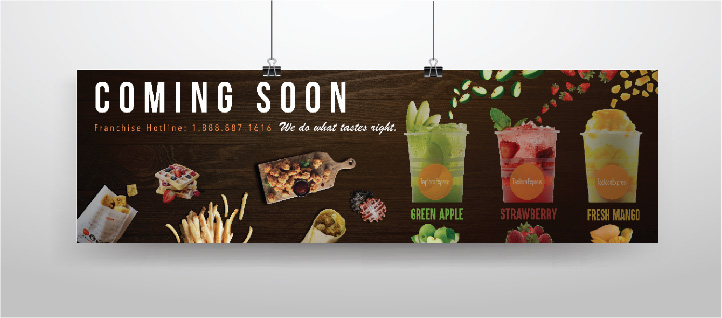 COMING SOON
Franchise Hotline: 1.888.887.1616 We do what tastes right.
GREEN APPLE
STRAWBERRY
FRESH MANGO